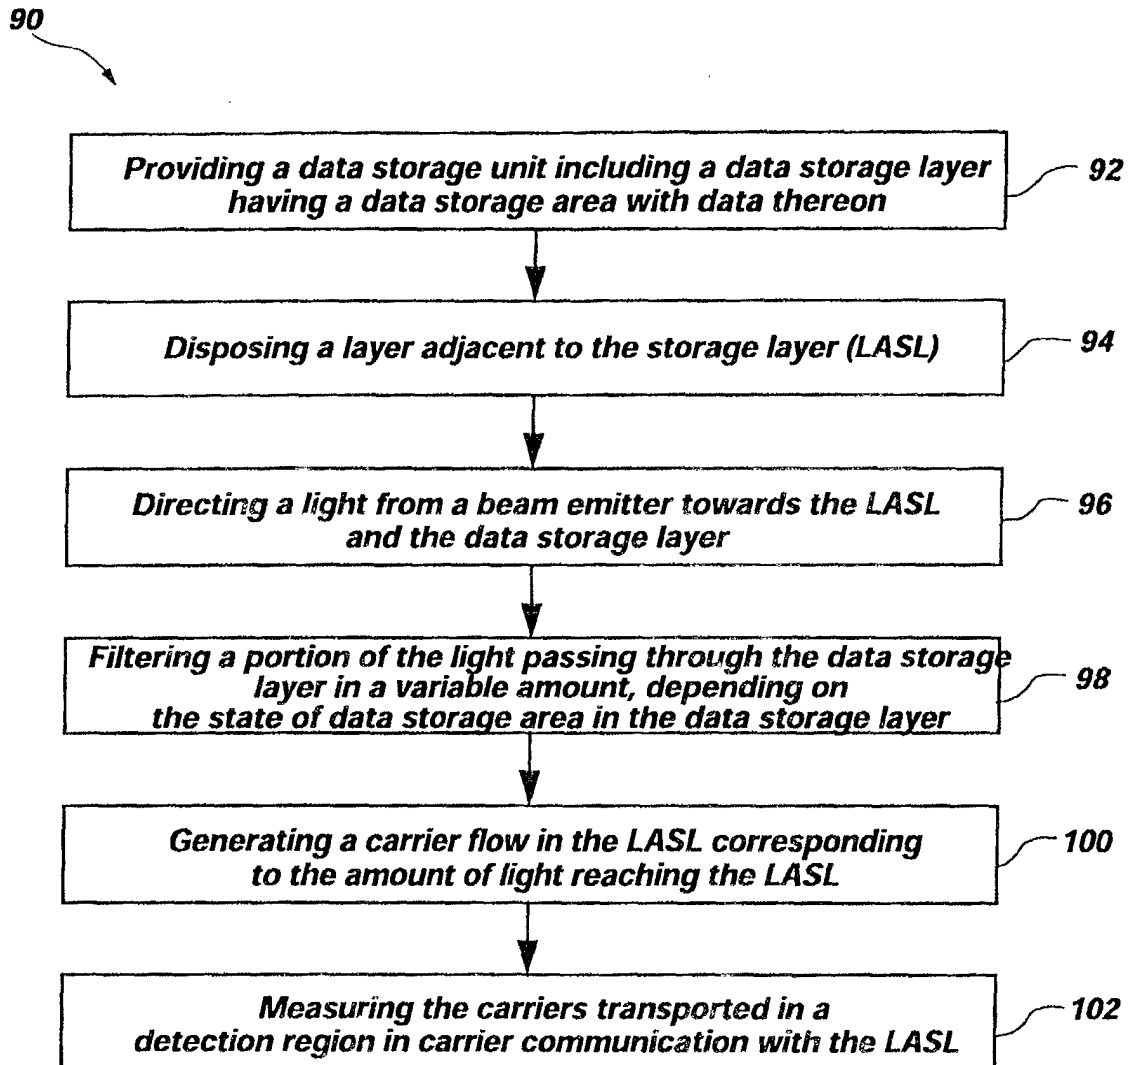 90
Providing a data storage unit including a data storage layer
having a data storage area with data thereon
92
Disposing a layer adjacent to the storage layer (LASL)
94
Directing a light from a beam emitter towards the LASL
and the data storage layer
96
Filtering a portion of the light passing through the data storage
layer in a variable amount, depending on
the state of data storage area in the data storage layer
98
Generating a carrier flow in the LASL corresponding
to the amount of light reaching the LASL
100
Measuring the carriers transported in a
detection region in carrier communication with the LASL
102